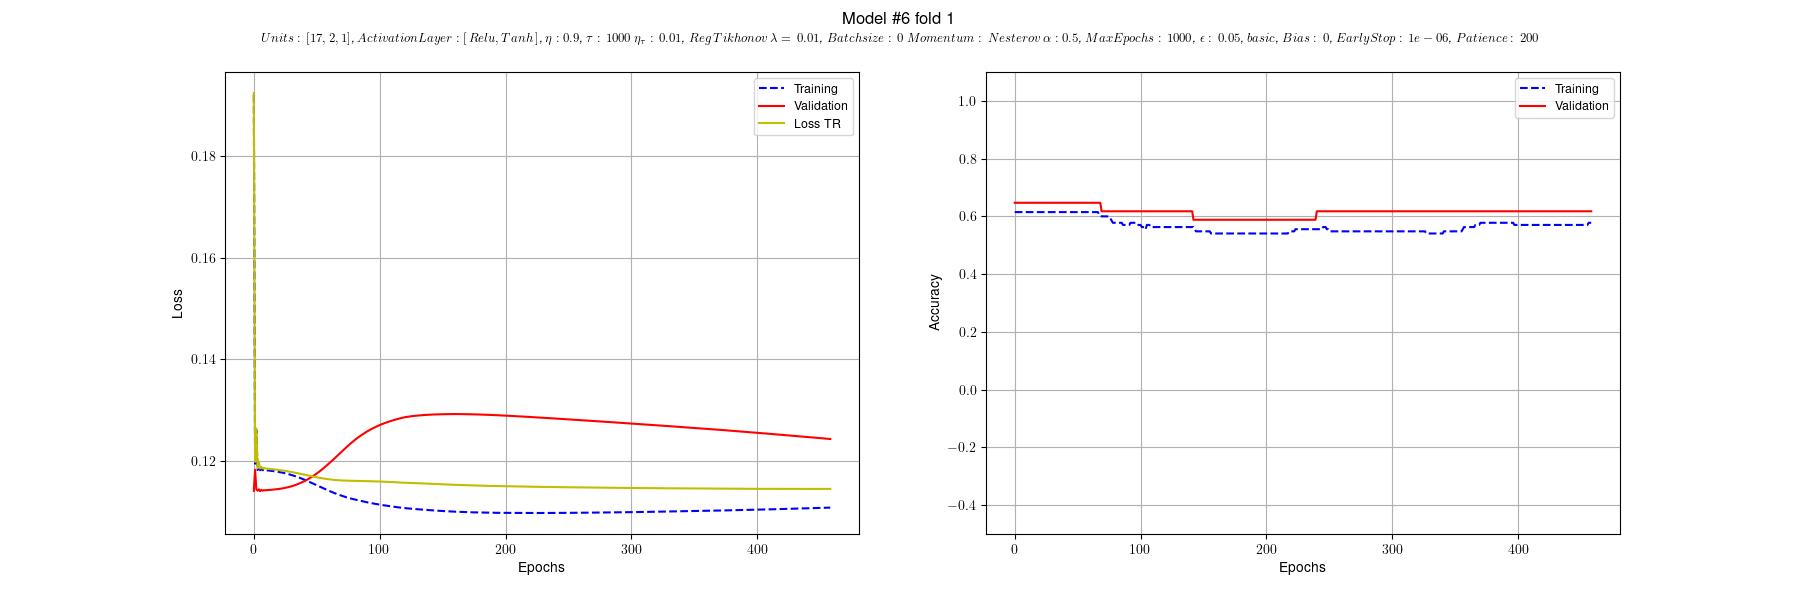 Model #6 fold 1
Units : [17, 2, 1], ActivationLayer : [ Relu, Tanh], η : 0.9, τ : 1000 η_τ : 0.01, Reg Tikhonov λ = 0.01, Batchsize : 0 Momentum : Nesterov α : 0.5, MaxEpochs : 1000, ϵ : 0.05, basic, Bias : 0, EarlyStop : 1e − 06, Patience : 200
Training
Validation
Loss TR
0.18
0.16
0.14
0.12
Loss
0 100 200 300 400
Epochs
Training
Validation
1.0
0.8
0.6
0.4
0.2
0.0
−0.2
−0.4
Accuracy
0 100 200 300 400
Epochs